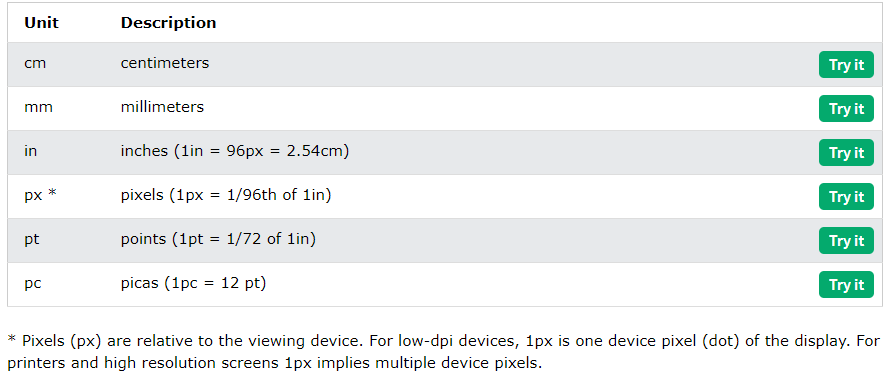 Unit Description
cm centimeters Try it
mm millimeters Try it
in inches (1in = 96px = 2.54cm) Try it
px * pixels (1px = 1/96th of 1in) Try it
pt points (1pt = 1/72 of 1in) Try it
pc picas (1pc = 12 pt) Try it
* Pixels (px) are relative to the viewing device. For low-dpi devices, 1px is one device pixel (dot) of the display. For
printers and high resolution screens 1px implies multiple device pixels.